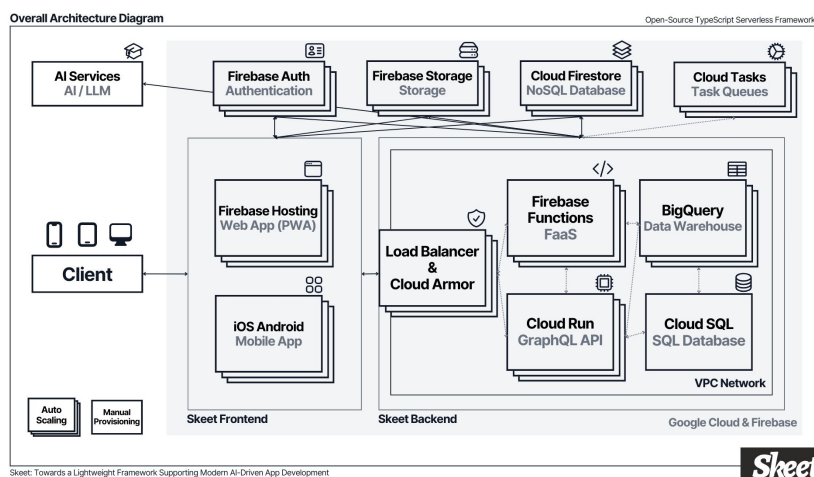 Overall Architecture Diagram
Open-Source TypeScript Serverless Framework
AI Services
AI / LLM
Firebase Auth
Authentication
Firebase Storage
Storage
Cloud Firestore
NoSQL Database
Cloud Tasks
Task Queues
Firebase Hosting
Web App (PWA)
Firebase
Functions
FaaS
BigQuery
Data Warehouse
Load Balancer
&
Cloud Armor
Client
iOS Android
Mobile App
Cloud Run
GraphQL API
Cloud SQL
SQL Database
VPC Network
Auto
Scaling
Manual
Provisioning
Skeet Frontend
Skeet Backend
Google Cloud & Firebase
Skeet: Towards a Lightweight Framework Supporting Modern AI-Driven App Development
Skeet